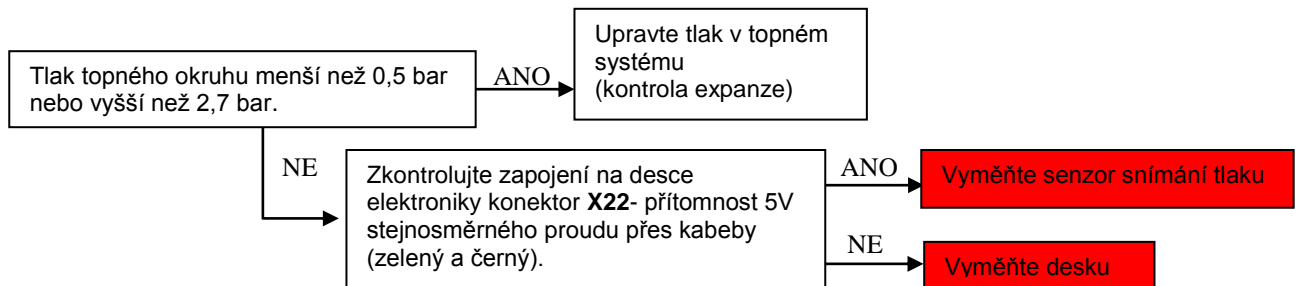 Upravte tlak v topném
systému
(kontrola expanze)
Tlak topného okruhu menší než 0,5 bar
nebo vyšší než 2,7 bar.
ANO
NE
Zkontrolujte zapojení na desce
elektroniky konektor X22- přítomnost 5V
stejnosměrného proudu přes kabeby
(zelený a černý).
ANO
Vyměňte senzor snímání tlaku
NE
Vyměňte desku